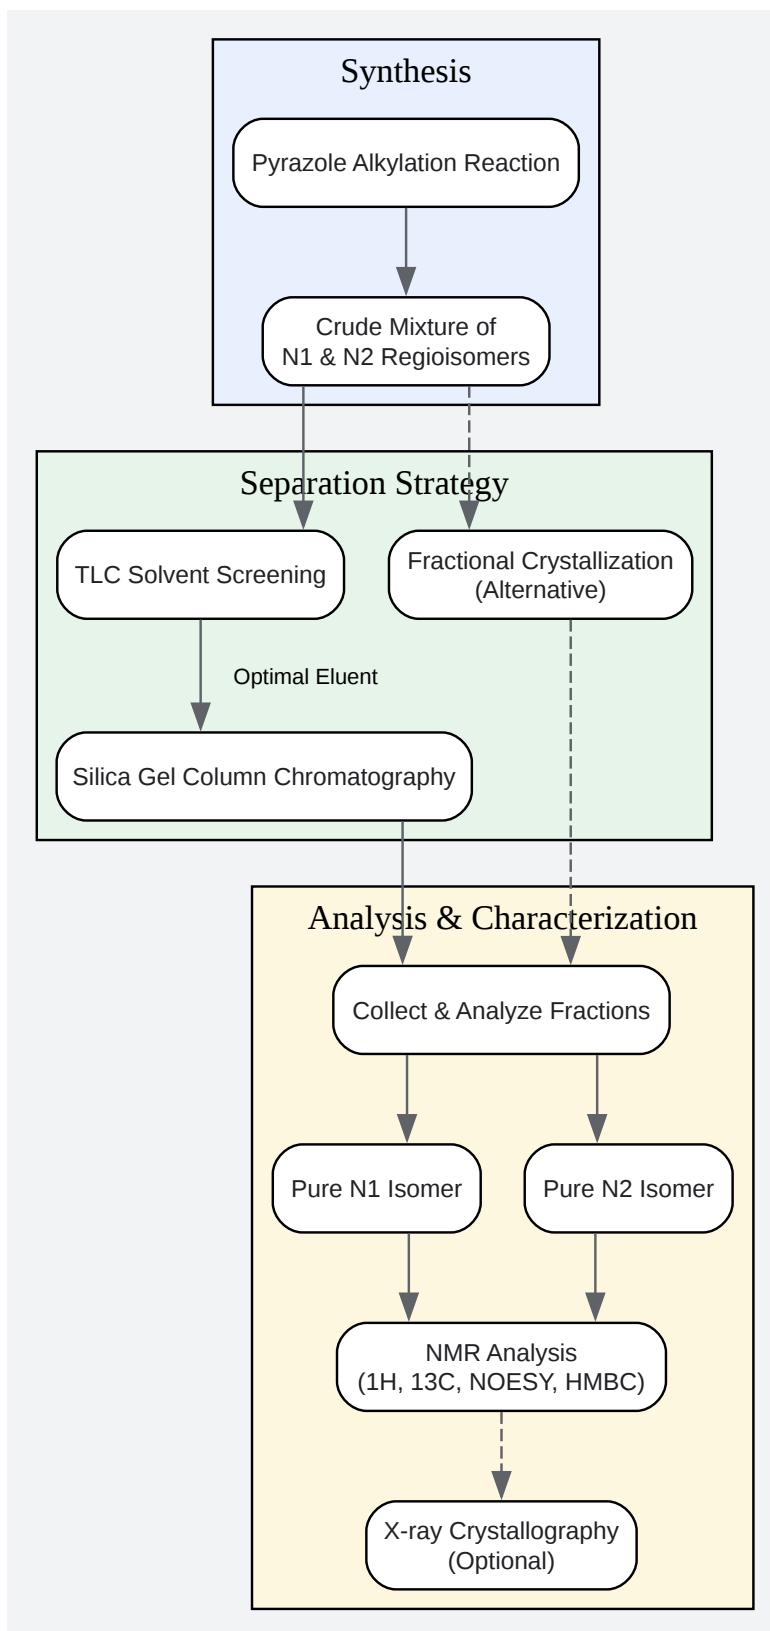 Synthesis
Pyrazole Alkylation Reaction
Crude Mixture of
N1 & N2 Regioisomers
Separation Strategy
TLC Solvent Screening
Fractional Crystallization
(Alternative)
Optimal Eluent
Silica Gel Column Chromatography
Analysis & Characterization
Collect & Analyze Fractions
Pure N1 Isomer
Pure N2 Isomer
NMR Analysis
(1H, 13C, NOESY, HMBC)
X-ray Crystallography
(Optional)